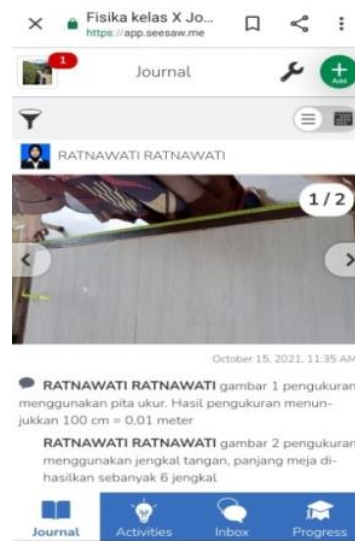 Fisika kelas X Jo...
https://app.seesaw.me
1
Journal
Add
RATNAWATI RATNAWATI
1 / 2
October 15, 2021, 11:35 AM
RATNAWATI RATNAWATI gambar 1 pengukuran
menggunakan pita ukur. Hasil pengukuran menun-
jukkan 100 cm = 0,01 meter
RATNAWATI RATNAWATI gambar 2 pengukuran
menggunakan jengkal tangan, panjang meja di-
hasilkan sebanyak 6 jengkal
Journal
Activities
Inbox
Progress